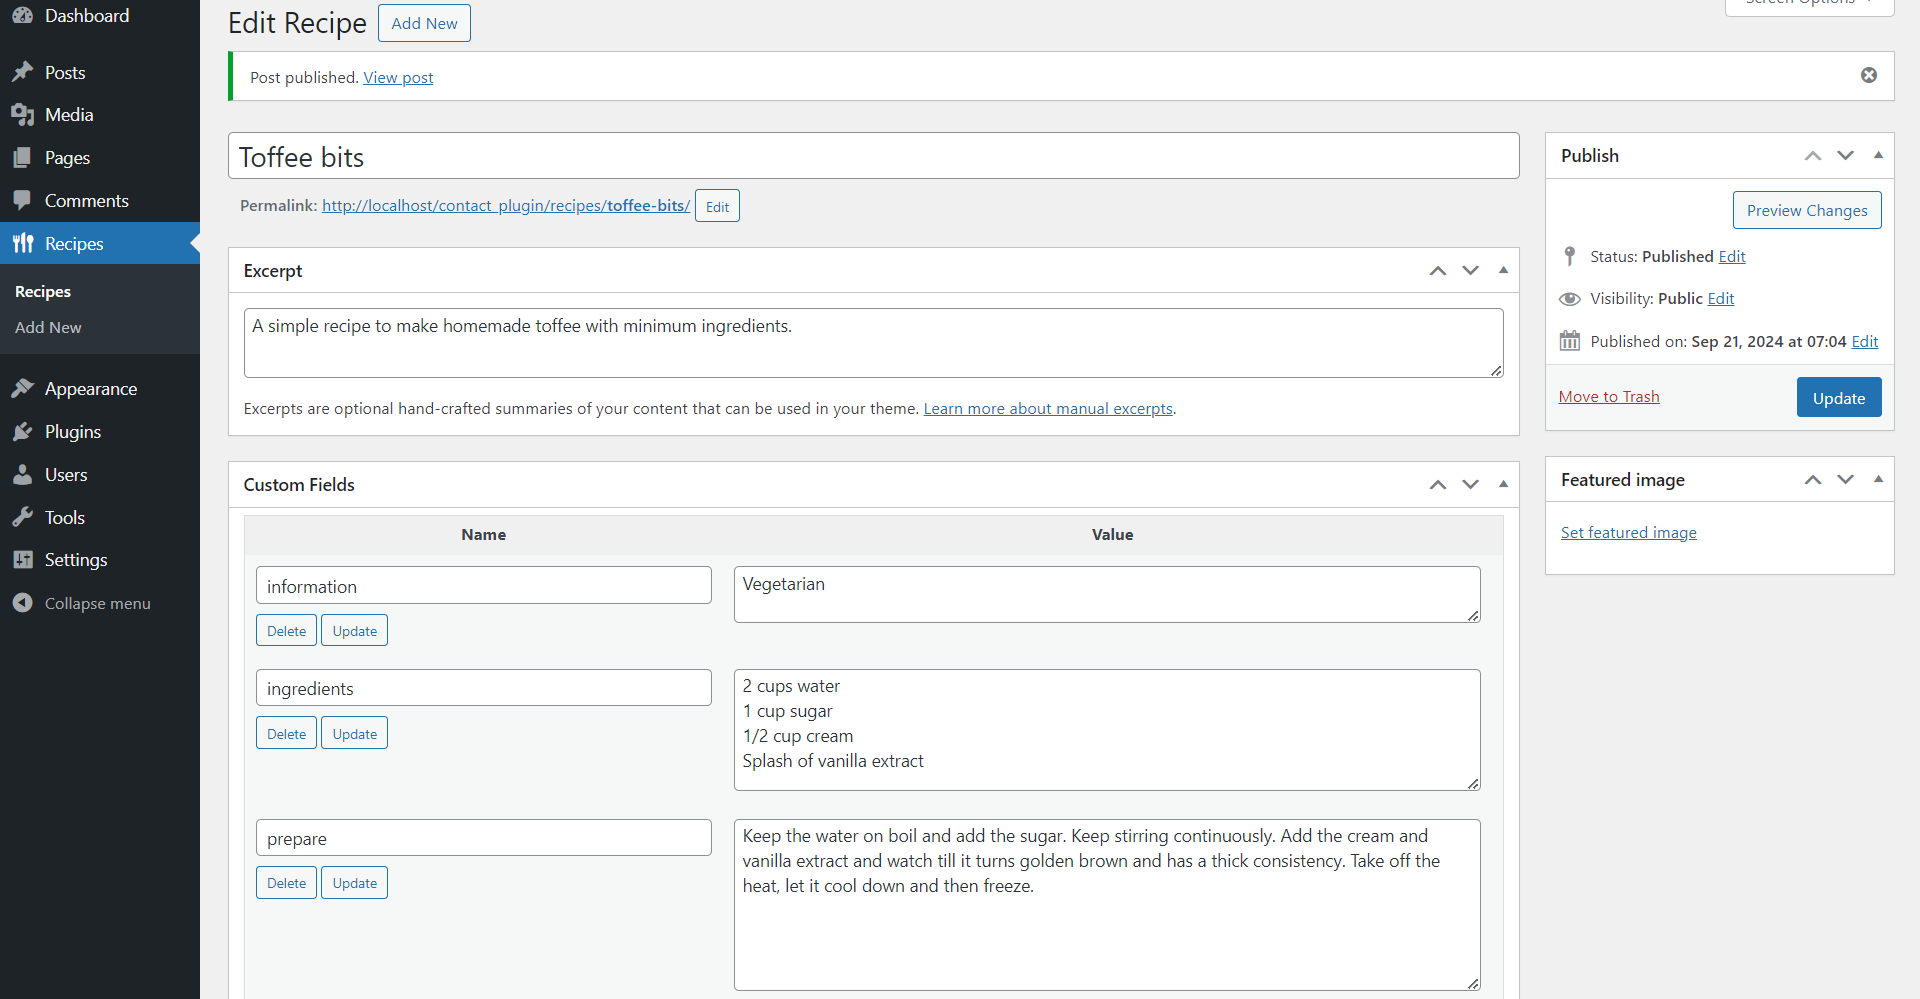 Dashboard
Posts
Media
Pages
Comments
Recipes
Recipes
Add New
Appearance
Plugins
Users
Tools
Settings
Collapse menu
Screen Options
Edit Recipe
Add New
Post published. View post
Toffee bits
Permalink: http://localhost/contact_plugin/recipes/toffee-bits/ Edit
Excerpt
A simple recipe to make homemade toffee with minimum ingredients.
Excerpts are optional hand-crafted summaries of your content that can be used in your theme. Learn more about manual excerpts.
Custom Fields
Name Value
information
Vegetarian
Delete Update
ingredients
2 cups water
1 cup sugar
1/2 cup cream
Splash of vanilla extract
Delete Update
prepare
Keep the water on boil and add the sugar. Keep stirring continuously. Add the cream and
vanilla extract and watch till it turns golden brown and has a thick consistency. Take off the
heat, let it cool down and then freeze.
Delete Update
Publish
Preview Changes
Status: Published Edit
Visibility: Public Edit
Published on: Sep 21, 2024 at 07:04 Edit
Move to Trash
Update
Featured image
Set featured image